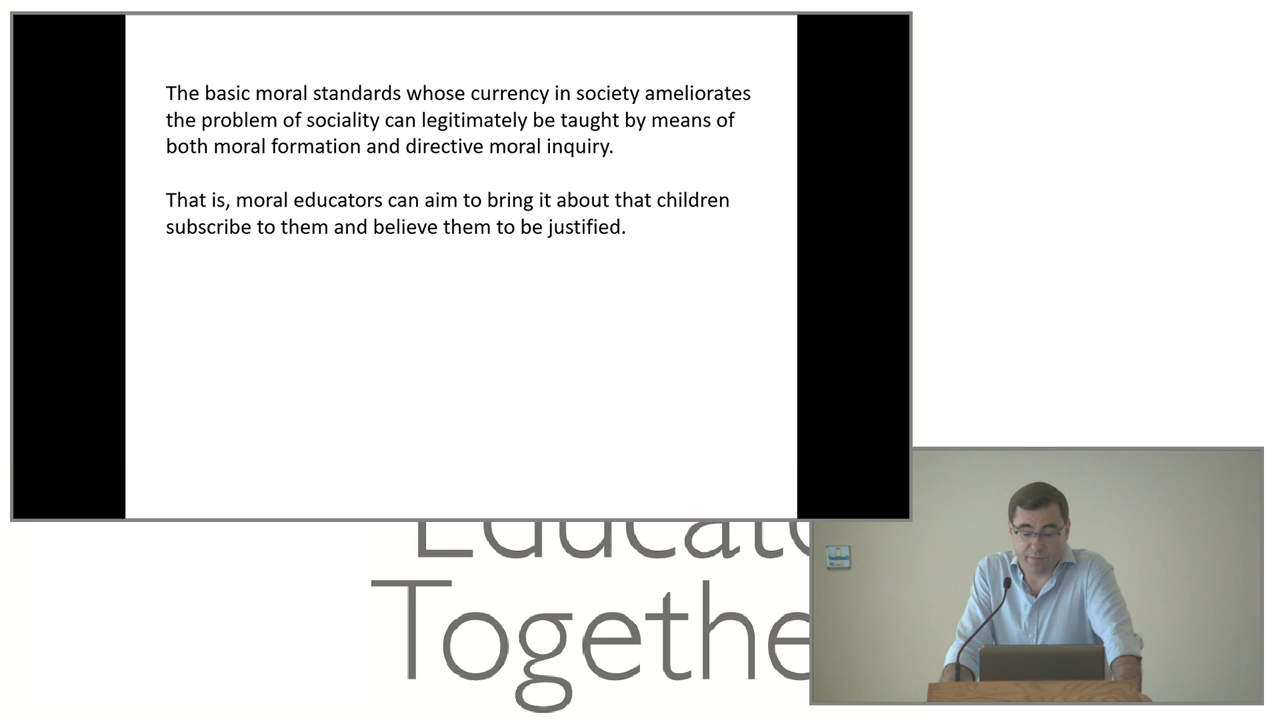 The basic moral standards whose currency in society ameliorates
the problem of sociality can legitimately be taught by means of
both moral formation and directive moral inquiry.
That is, moral educators can aim to bring it about that children
subscribe to them and believe them to be justified.
Educato
Togethe